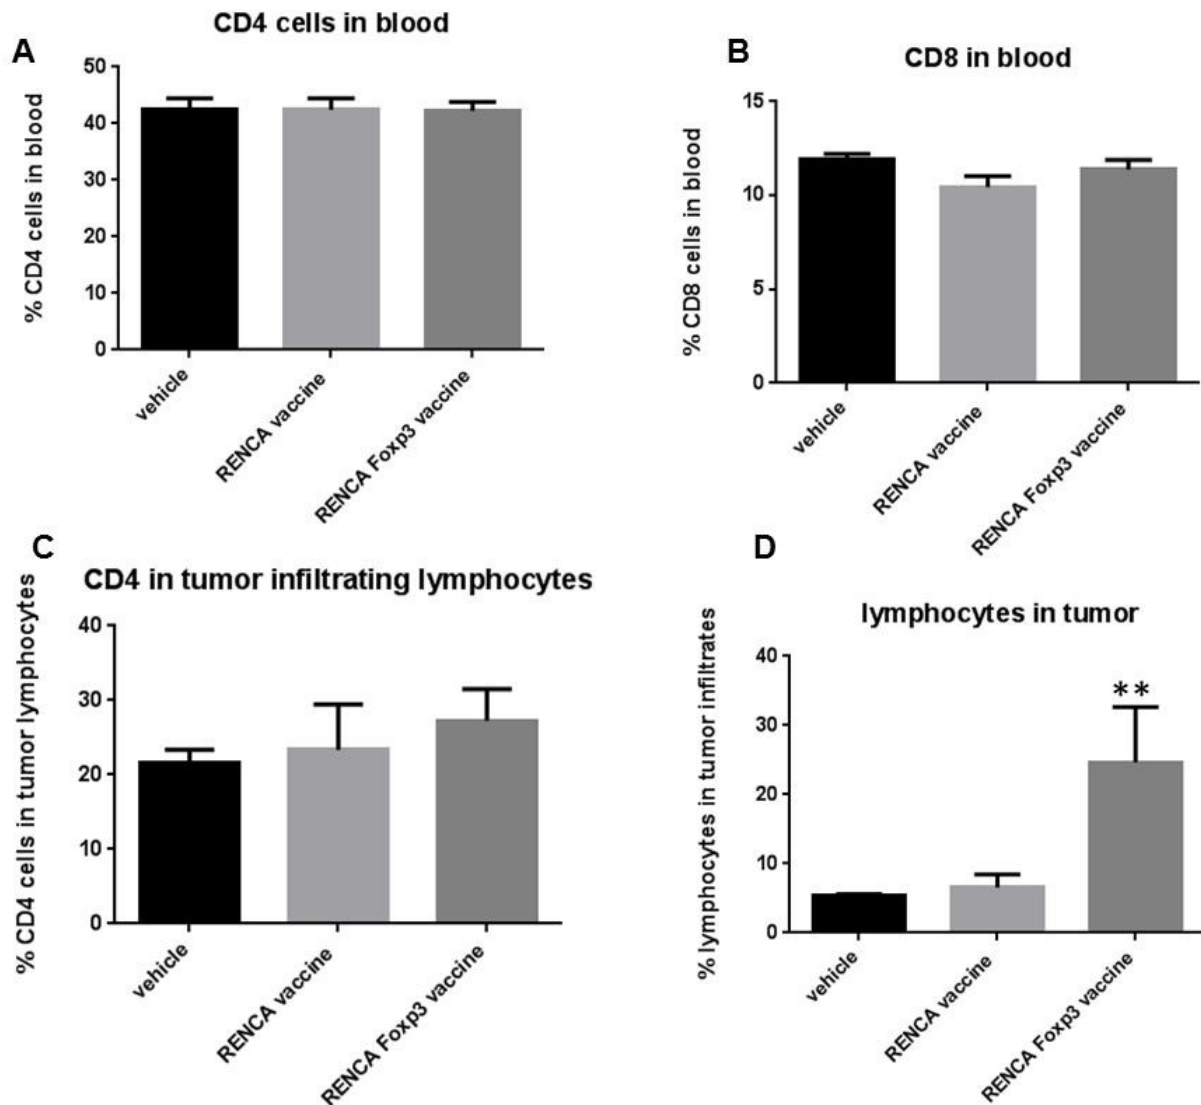 A
CD4 cells in blood
% CD4 cells in blood
50
40
30
20
10
0
vehicle
RENCA vaccine
RENCA Foxp3 vaccine
B
CD8 in blood
% CD8 cells in blood
15
10
5
0
vehicle
RENCA vaccine
RENCA Foxp3 vaccine
C
CD4 in tumor infiltrating lymphocytes
% CD4 cells in tumor lymphocytes
40
30
20
10
0
vehicle
RENCA vaccine
RENCA Foxp3 vaccine
D
lymphocytes in tumor
% lymphocytes in tumor infiltrates
40
30
20
10
0
**
vehicle
RENCA vaccine
RENCA Foxp3 vaccine